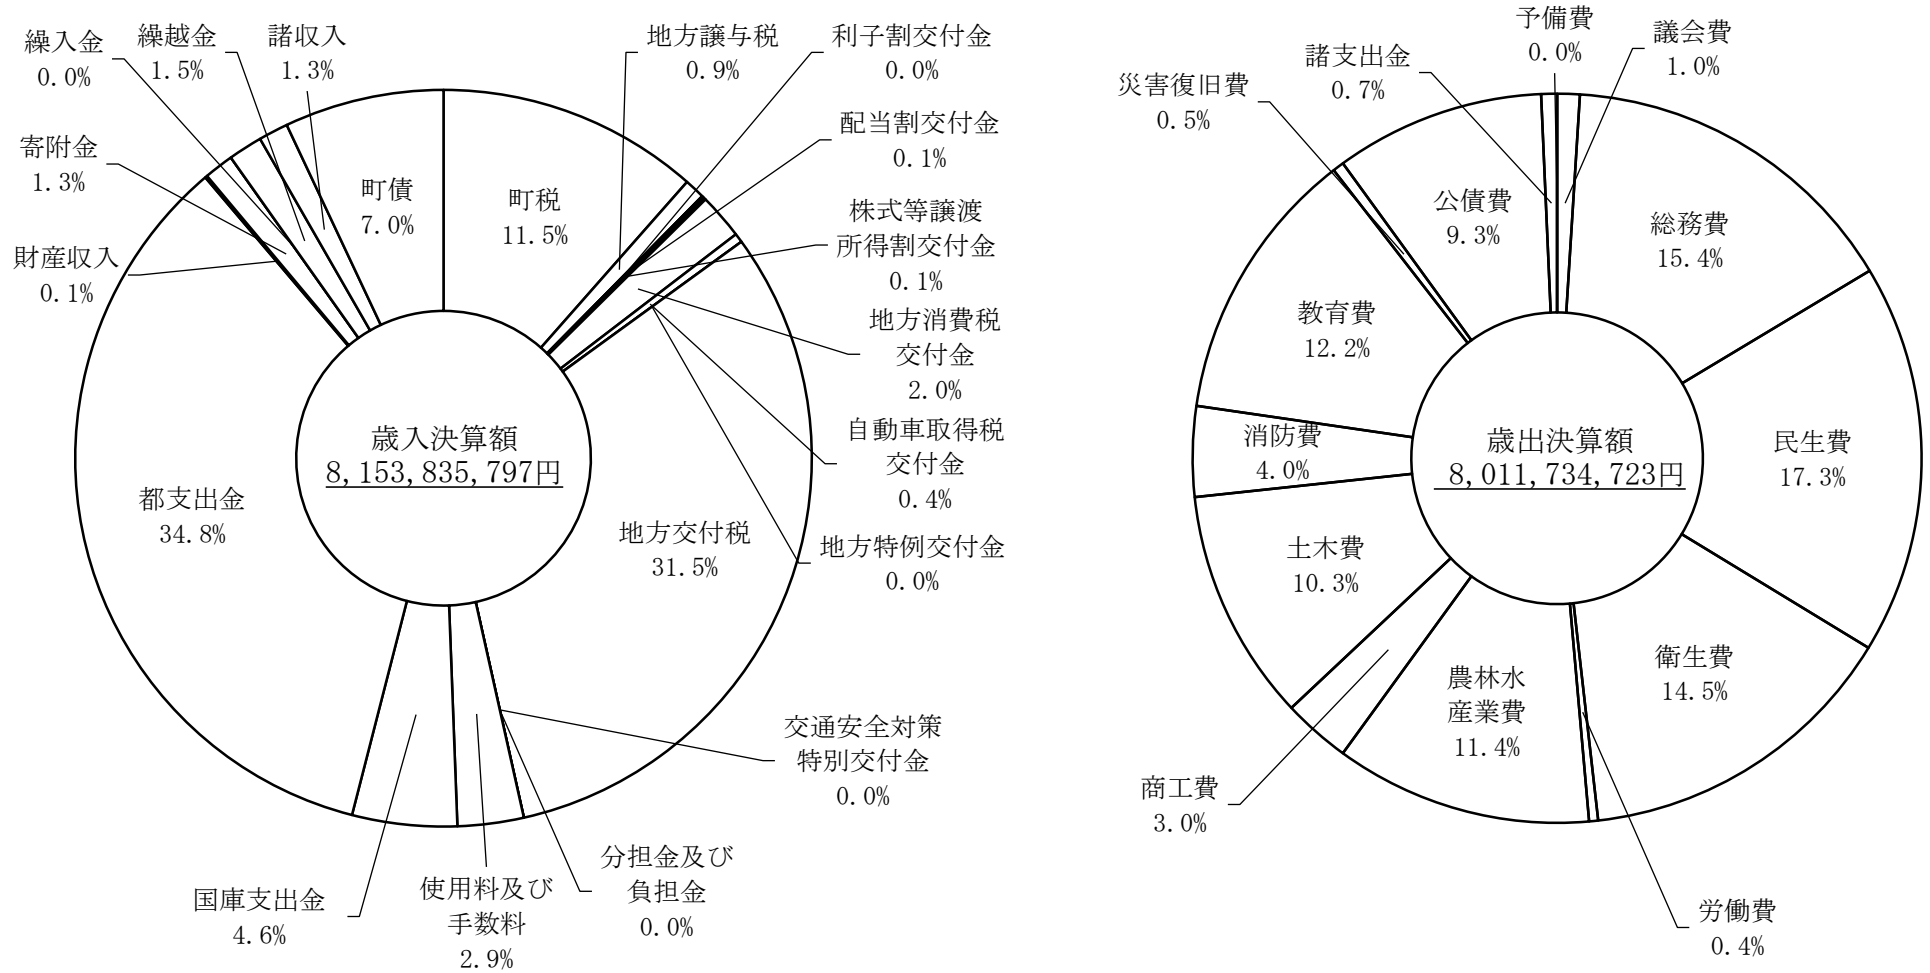 繰入金
0.0%
繰越金
1.5%
諸収入
1.3%
寄附金
1.3%
財産収入
0.1%
町債
7.0%
町税
11.5%
地方譲与税
0.9%
利子割交付金
0.0%
配当割交付金
0.1%
株式等譲渡
所得割交付金
0.1%
地方消費税
交付金
2.0%
自動車取得税
交付金
0.4%
地方特例交付金
0.0%
地方交付税
31.5%
交通安全対策
特別交付金
0.0%
分担金及び
負担金
0.0%
使用料及び
手数料
2.9%
国庫支出金
4.6%
都支出金
34.8%
歳入決算額
8,153,835,797円
予備費
0.0%
議会費
1.0%
諸支出金
0.7%
災害復旧費
0.5%
公債費
9.3%
総務費
15.4%
教育費
12.2%
消防費
4.0%
民生費
17.3%
土木費
10.3%
衛生費
14.5%
農林水
産業費
11.4%
商工費
3.0%
労働費
0.4%
歳出決算額
8,011,734,723円